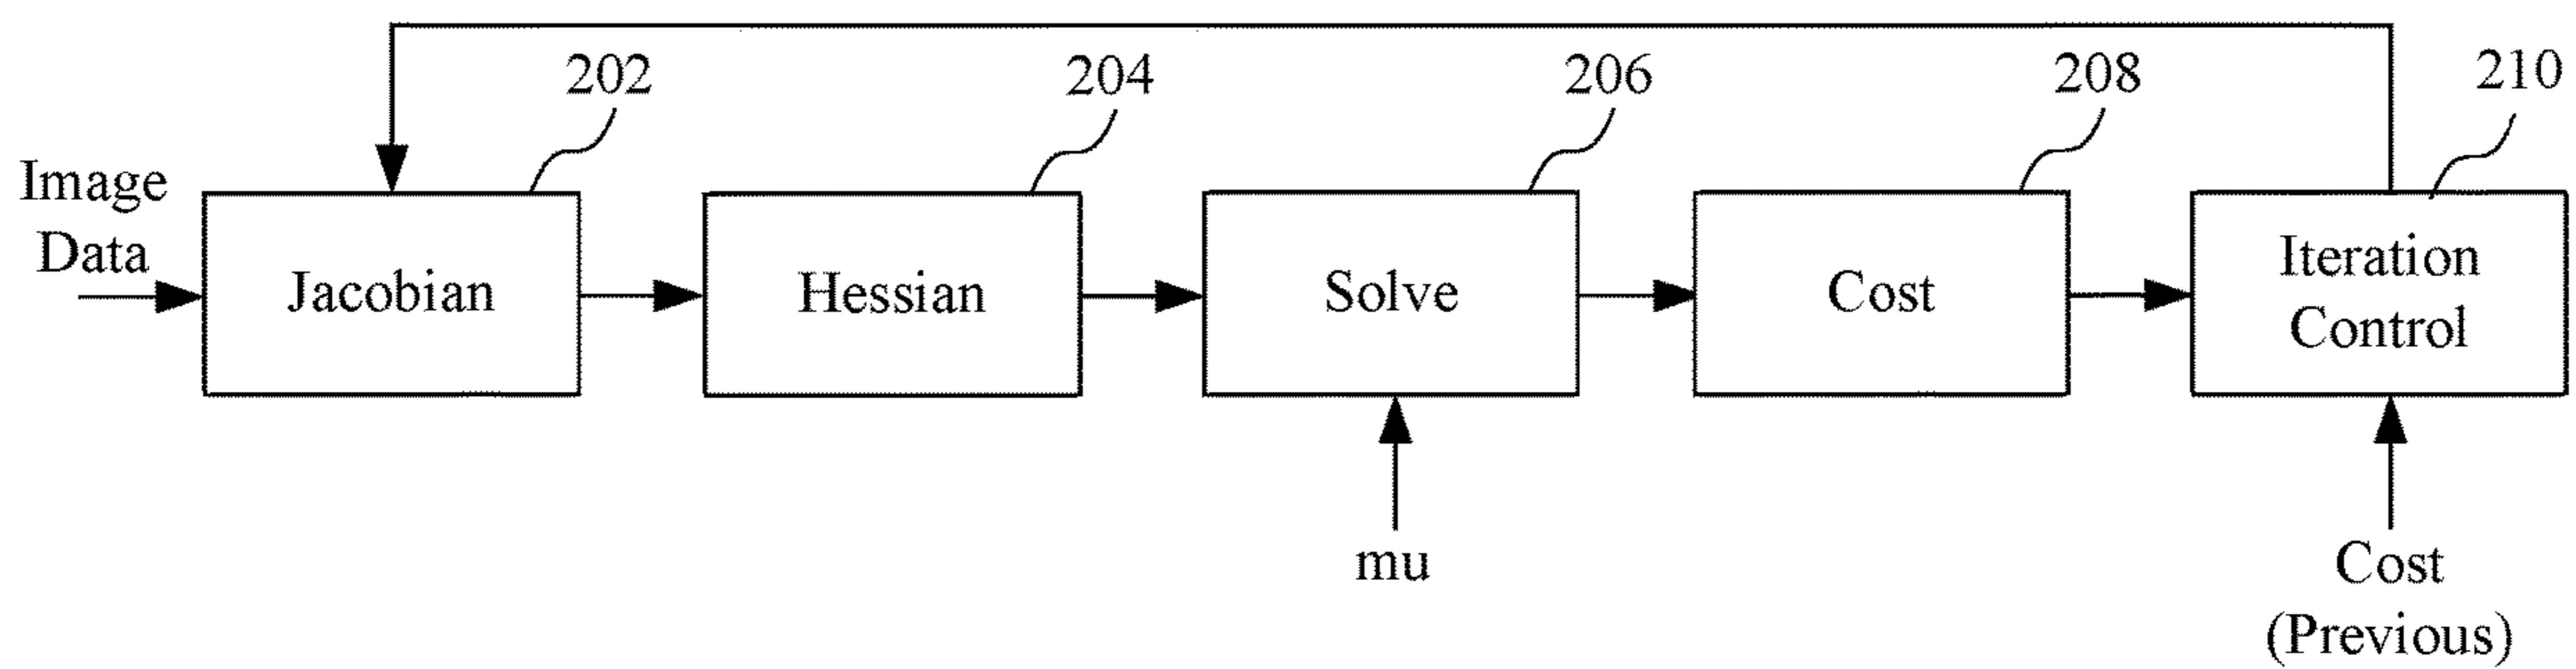 202
204
206
208
210
Image
Data
Jacobian
Hessian
Solve
Cost
Iteration
Control
mu
Cost
(Previous)